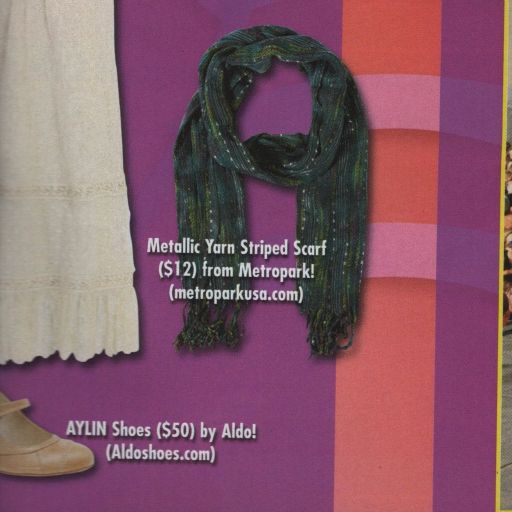 Metallic Yarn Striped Scarf
($12) from Metropark!
(metroparkusa.com)
AYLIN Shoes ($50) by Aldo!
(Aldoshoes.com)